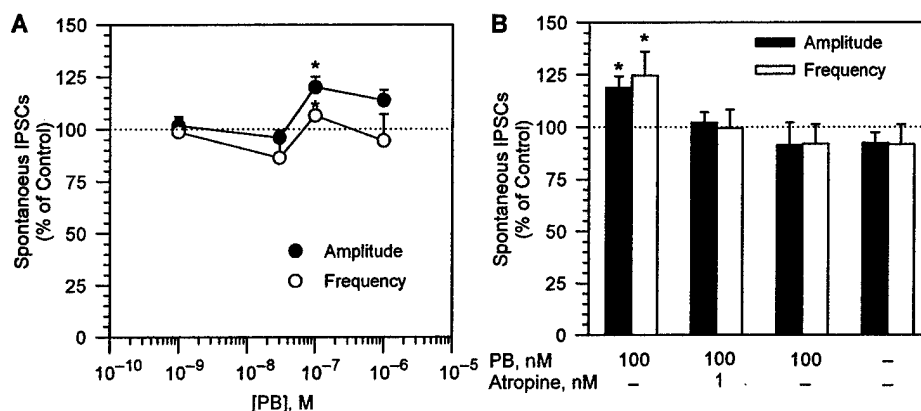 A
Spontanoeus IPSCs
(% of Control)
150
125
100
75
50
25
0
*
*
Amplitude
Frequency
10⁻¹⁰ 10⁻⁹ 10⁻⁸ 10⁻⁷ 10⁻⁶ 10⁻⁵
[PB], M
B
Spontaneous IPSCs
(% of Control)
150
125
100
75
50
25
0
* *
Amplitude
Frequency
PB, nM 100 100 100 –
Atropine, nM – 1 – –